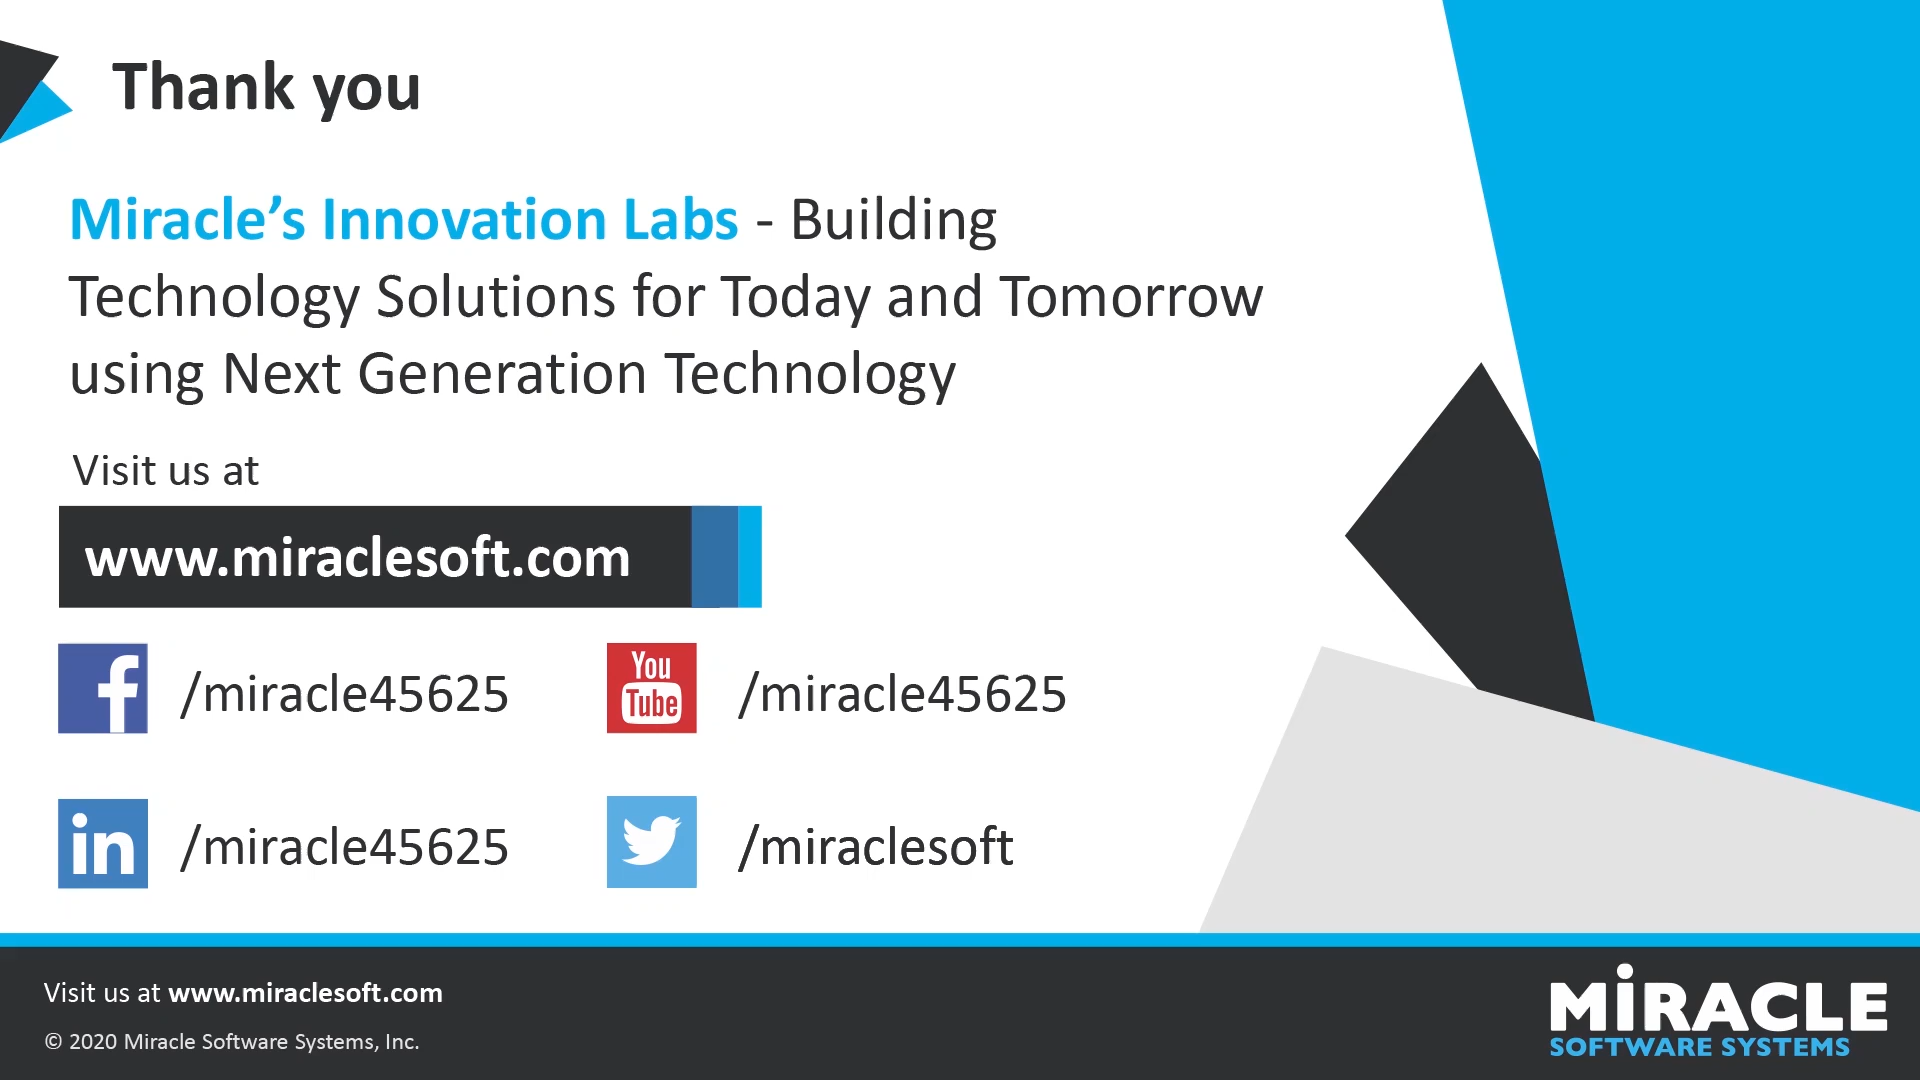 Thank you
Miracle’s Innovation Labs - Building
Technology Solutions for Today and Tomorrow
using Next Generation Technology
Visit us at
www.miraclesoft.com
f /miracle45625
You Tube /miracle45625
in /miracle45625
/miraclesoft
Visit us at www.miraclesoft.com
© 2020 Miracle Software Systems, Inc.
MiRACLE
SOFTWARE SYSTEMS